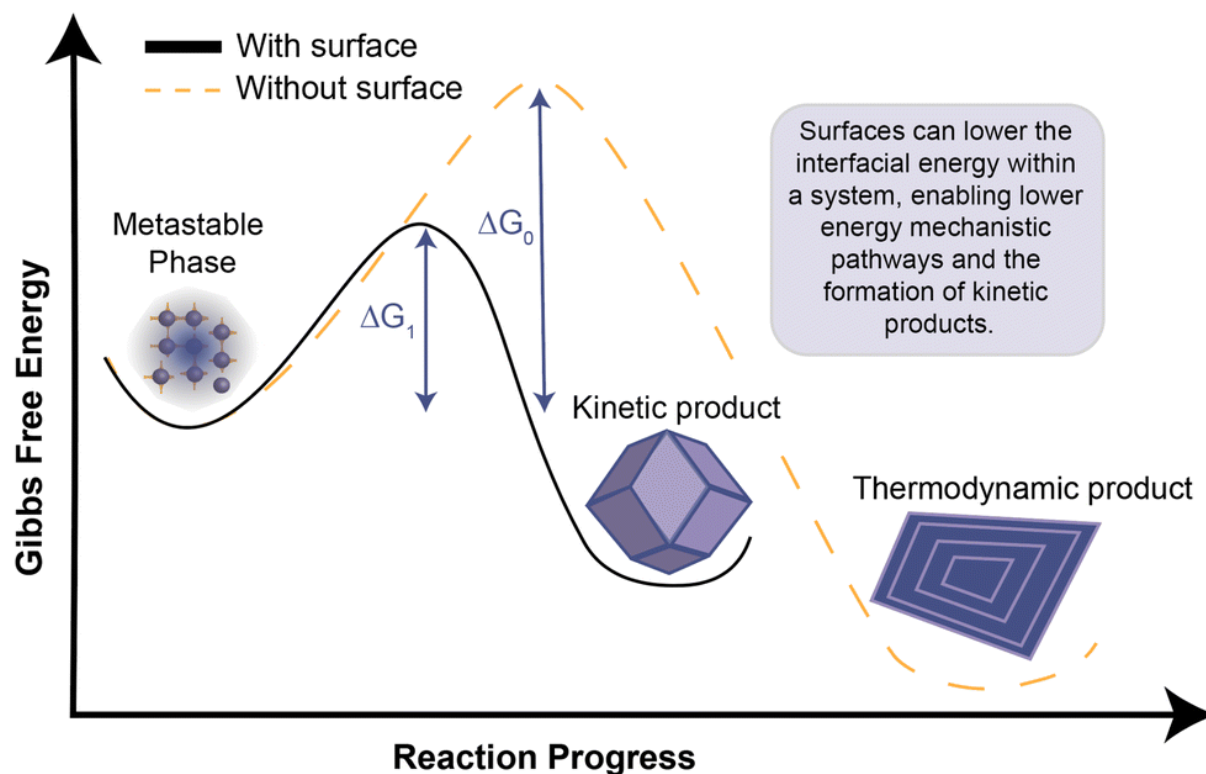 With surface
Without surface
Surfaces can lower the
interfacial energy within
a system, enabling lower
energy mechanistic
pathways and the
formation of kinetic
products.
Metastable
Phase
ΔG₀
ΔG₁
Kinetic product
Thermodynamic product
Gibbs Free Energy
Reaction Progress